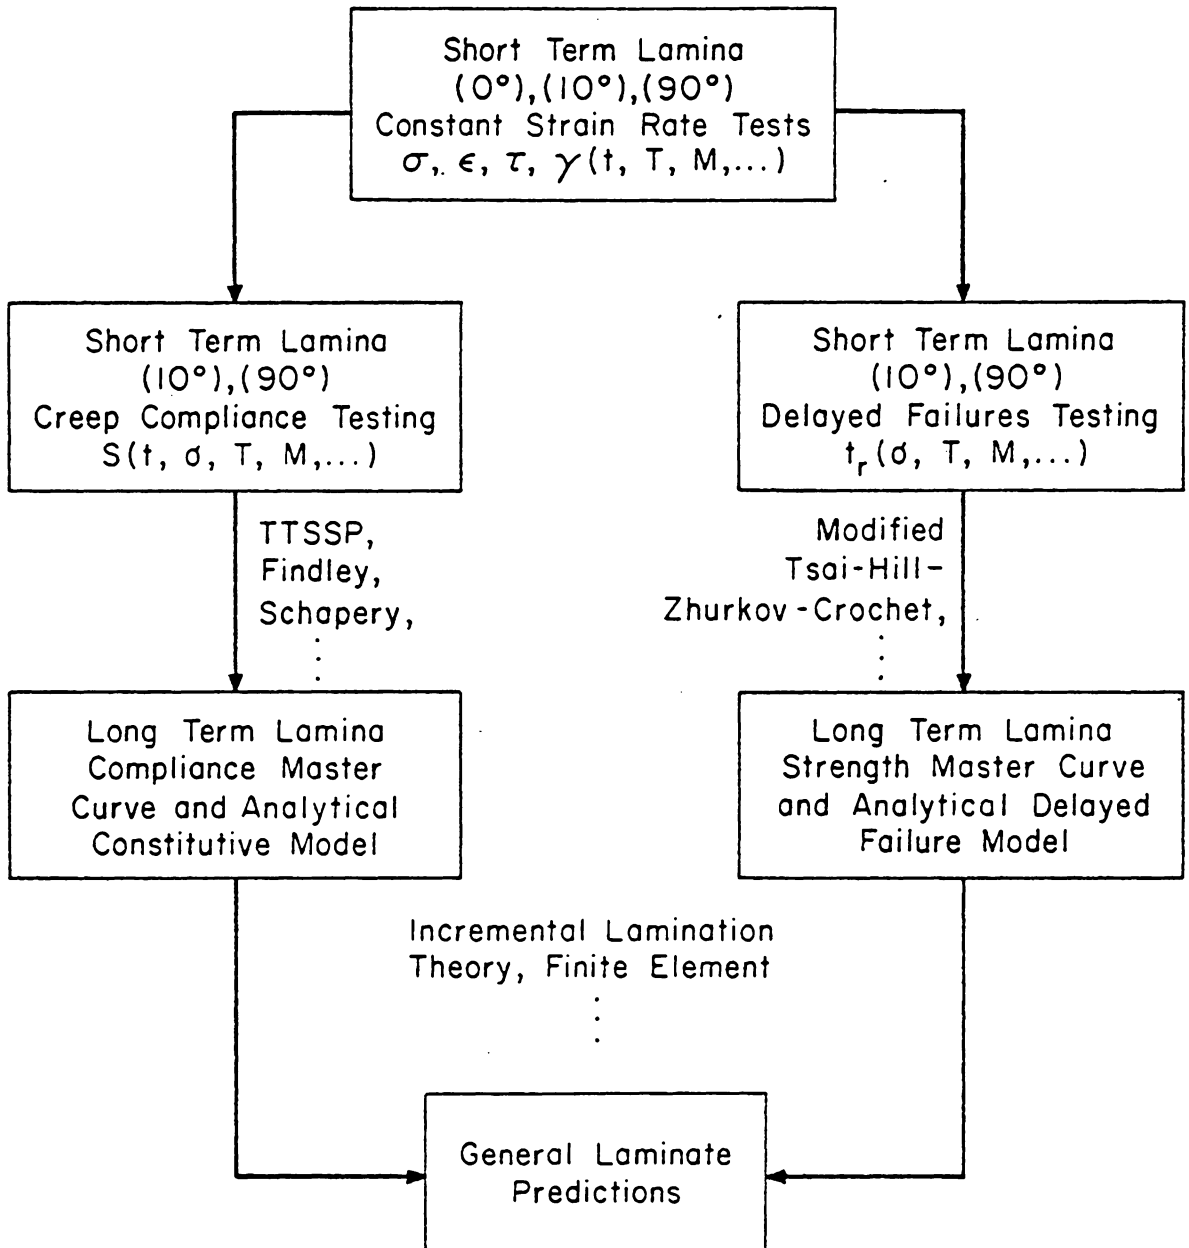 Short Term Lamina
(0°),(10°),(90°)
Constant Strain Rate Tests
σ, ϵ, τ, γ(t, T, M,...)
Short Term Lamina
(10°),(90°)
Creep Compliance Testing
S(t, σ, T, M,...)
Short Term Lamina
(10°),(90°)
Delayed Failures Testing
t_r(σ, T, M,...)
TTSSP,
Findley,
Schapery,
Modified
Tsai-Hill-
Zhurkov-Crochet,
Long Term Lamina
Compliance Master
Curve and Analytical
Constitutive Model
Long Term Lamina
Strength Master Curve
and Analytical Delayed
Failure Model
Incremental Lamination
Theory, Finite Element
General Laminate
Predictions